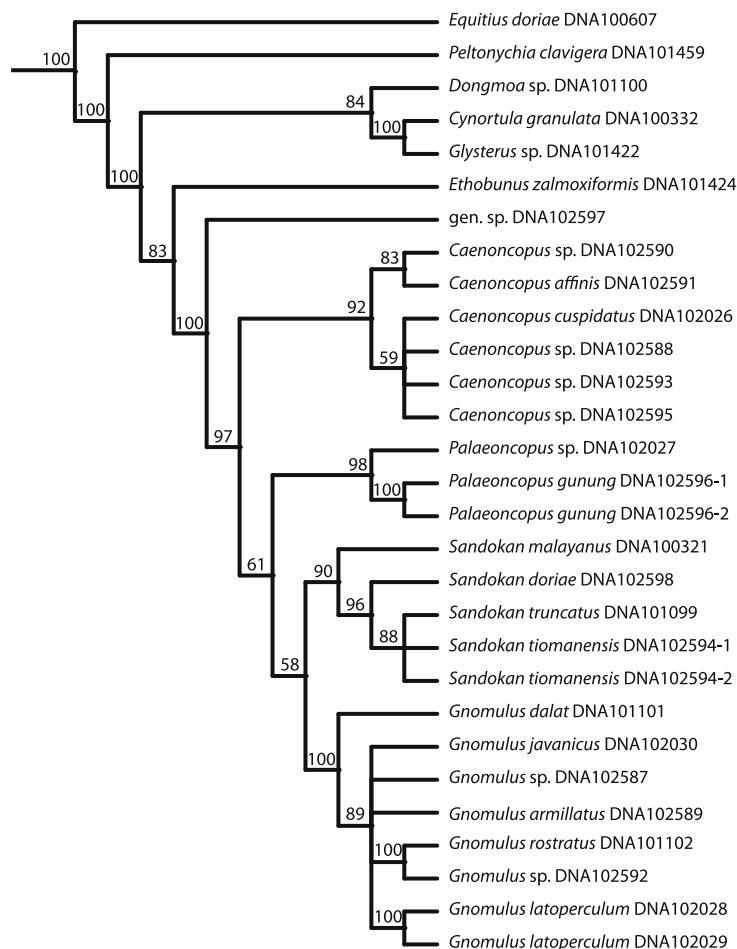 Equitius doriae DNA100607
100
Peltonychia clavigera DNA101459
Dongmoa sp. DNA101100
84
100
Cynortula granulata DNA100332
100
Glysterus sp. DNA101422
100
Ethobunus zalmoxiformis DNA101424
gen. sp. DNA102597
83
Caenoncopus sp. DNA102590
83
Caenoncopus affinis DNA102591
92
Caenoncopus cuspidatus DNA102026
100
Caenoncopus sp. DNA102588
59
Caenoncopus sp. DNA102593
Caenoncopus sp. DNA102595
97
Palaeoncopus sp. DNA102027
98
Palaeoncopus gunung DNA102596-1
100
Palaeoncopus gunung DNA102596-2
Sandokan malayanus DNA100321
61
90
Sandokan doriae DNA102598
96
Sandokan truncatus DNA101099
88
Sandokan tiomanensis DNA102594-1
58
Sandokan tiomanensis DNA102594-2
Gnomulus dalat DNA101101
Gnomulus javanicus DNA102030
100
Gnomulus sp. DNA102587
89
Gnomulus armillatus DNA102589
Gnomulus rostratus DNA101102
100
Gnomulus sp. DNA102592
Gnomulus latoperculum DNA102028
100
Gnomulus latoperculum DNA102029